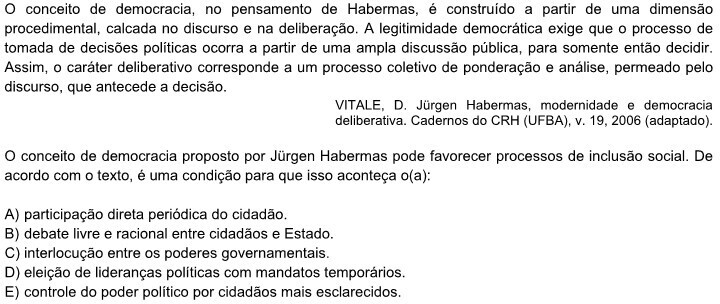 O conceito de democracia, no pensamento de Habermas, é construído a partir de uma dimensão
procedimental, calcada no discurso e na deliberação. A legitimidade democrática exige que o processo de
tomada de decisões políticas ocorra a partir de uma ampla discussão pública, para somente então decidir.
Assim, o caráter deliberativo corresponde a um processo coletivo de ponderação e análise, permeado pelo
discurso, que antecede a decisão.
VITALE, D. Jürgen Habermas, modernidade e democracia
deliberativa. Cadernos do CRH (UFBA), v. 19, 2006 (adaptado).
O conceito de democracia proposto por Jürgen Habermas pode favorecer processos de inclusão social. De
acordo com o texto, é uma condição para que isso aconteça o(a):
A) participação direta periódica do cidadão.
B) debate livre e racional entre cidadãos e Estado.
C) interlocução entre os poderes governamentais.
D) eleição de lideranças políticas com mandatos temporários.
E) controle do poder político por cidadãos mais esclarecidos.